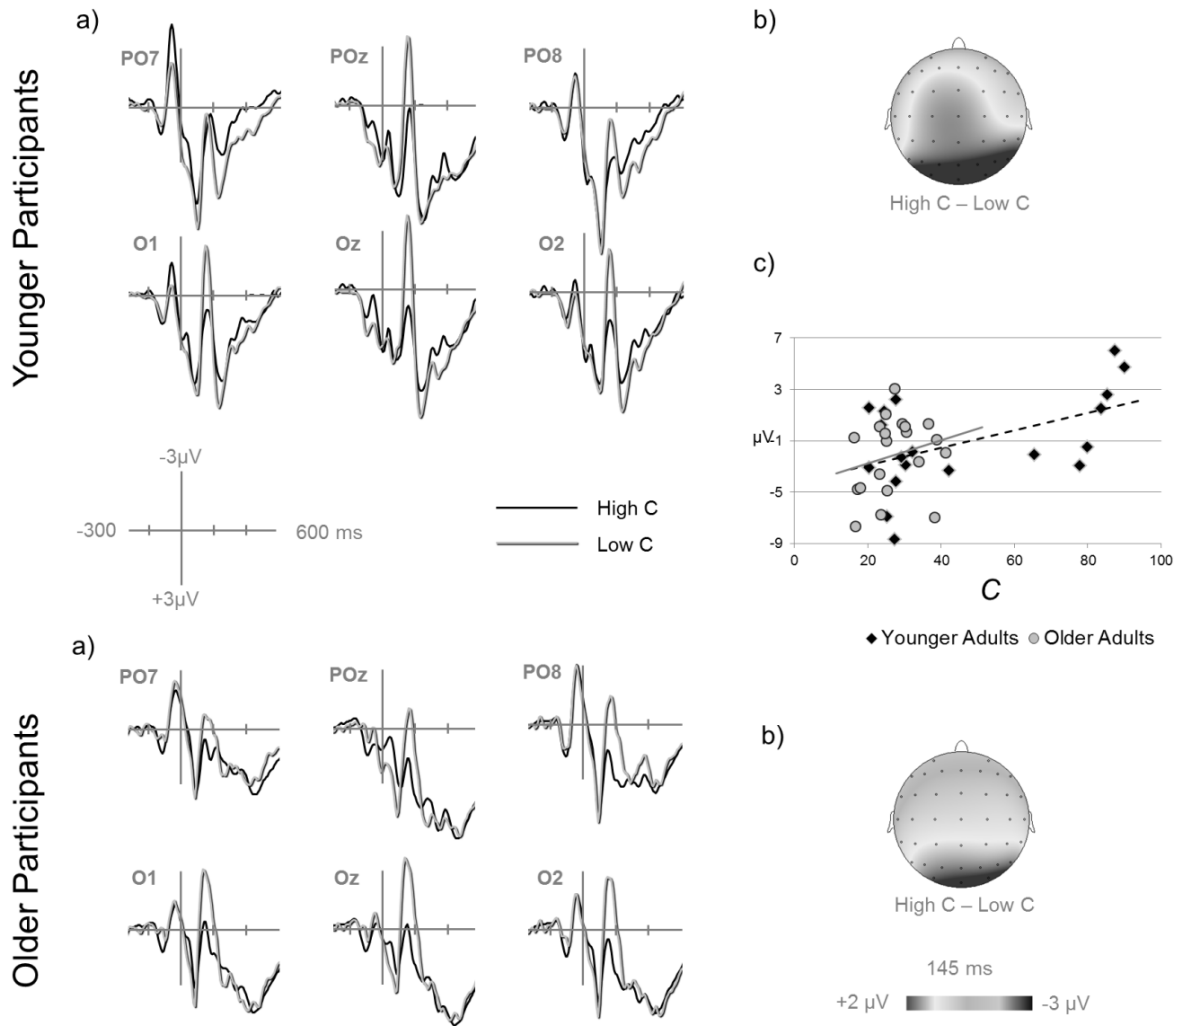 a)
Younger Participants
PO7
POz
PO8
O1
Oz
O2
-3µV
-300
600 ms
+3µV
High C
Low C
b)
High C – Low C
c)
7
3
-1
-5
-9
µV
0
20
40
60
80
100
C
Younger Adults
Older Adults
a)
Older Participants
PO7
POz
PO8
O1
Oz
O2
b)
High C – Low C
145 ms
+2 µV
-3 µV